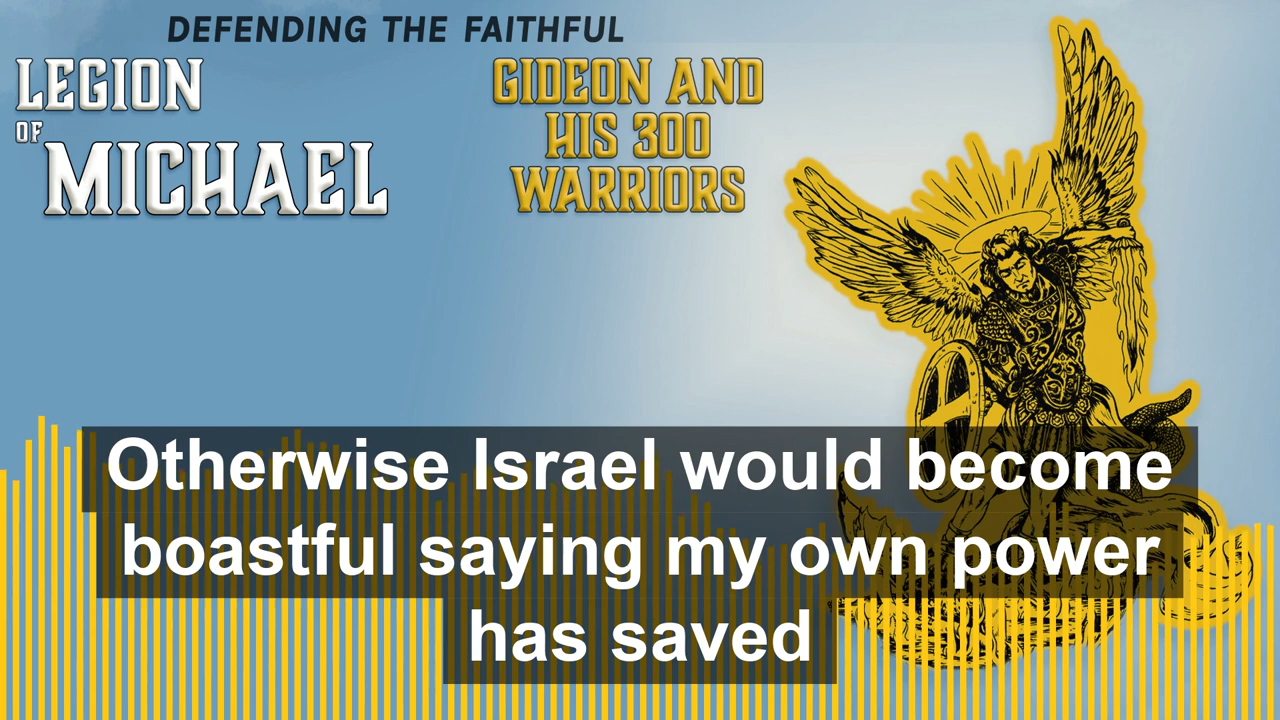 DEFENDING THE FAITHFUL
LEGION
OF
MICHAEL
GIDEON AND
HIS 300
WARRIORS
Otherwise Israel would become
boastful saying my own power
has saved